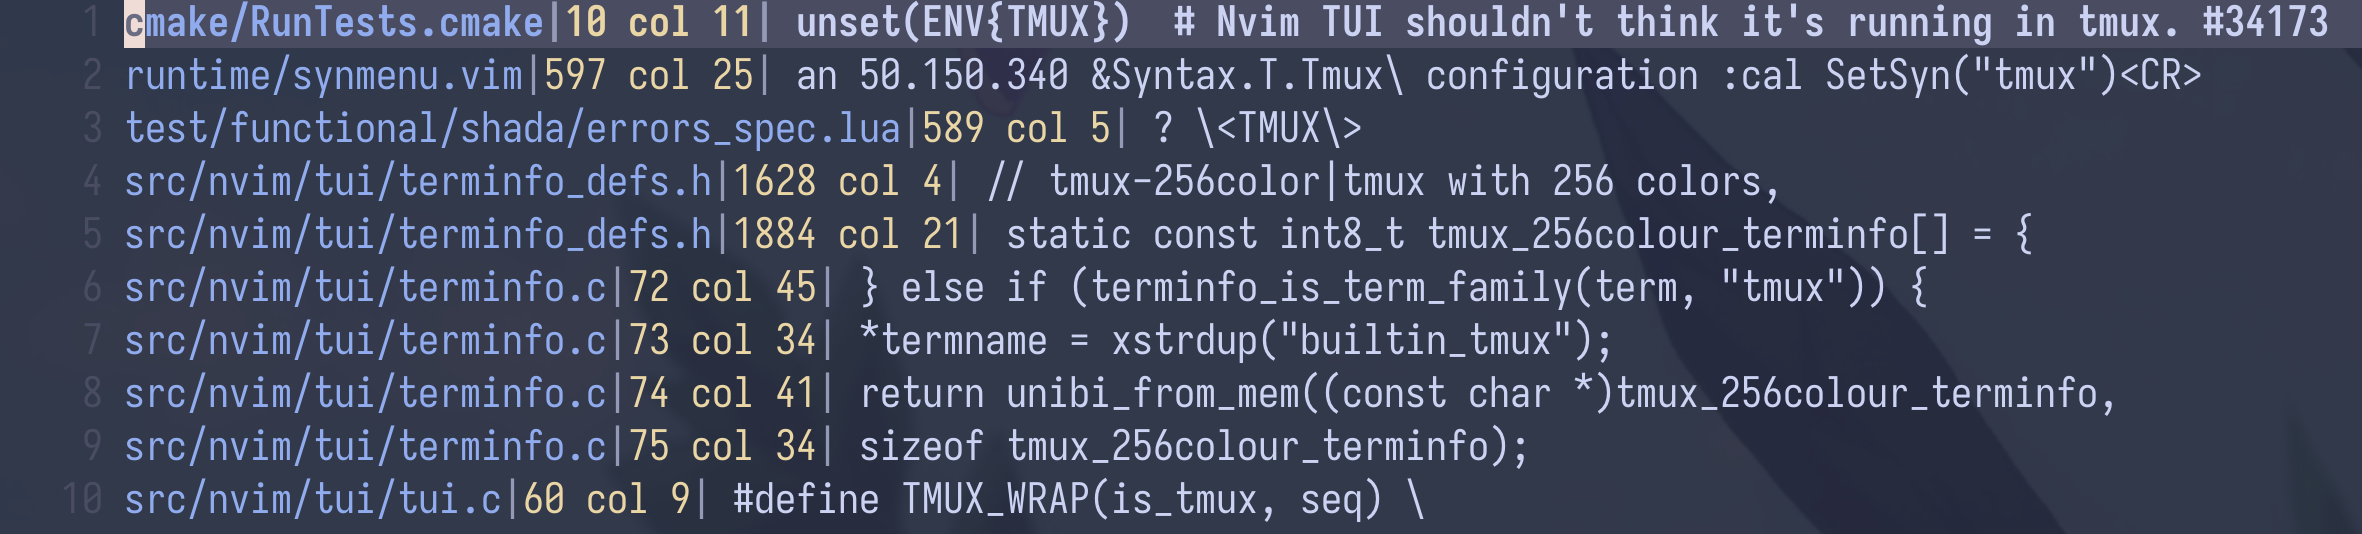 1 cmake/RunTests.cmake|10 col 11| unset(ENV{TMUX})  # Nvim TUI shouldn't think it's running in tmux. #34173
2 runtime/synmenu.vim|597 col 25| an 50.150.340 &Syntax.T.Tmux\ configuration :cal SetSyn("tmux")<CR>
3 test/functional/shada/errors_spec.lua|589 col 5| ? \<TMUX\>
4 src/nvim/tui/terminfo_defs.h|1628 col 4| // tmux-256color|tmux with 256 colors,
5 src/nvim/tui/terminfo_defs.h|1884 col 21| static const int8_t tmux_256colour_terminfo[] = {
6 src/nvim/tui/terminfo.c|72 col 45| } else if (terminfo_is_term_family(term, "tmux")) {
7 src/nvim/tui/terminfo.c|73 col 34| *termname = xstrdup("builtin_tmux");
8 src/nvim/tui/terminfo.c|74 col 41| return unibi_from_mem((const char *)tmux_256colour_terminfo,
9 src/nvim/tui/terminfo.c|75 col 34| sizeof tmux_256colour_terminfo);
10 src/nvim/tui/tui.c|60 col 9| #define TMUX_WRAP(is_tmux, seq) \